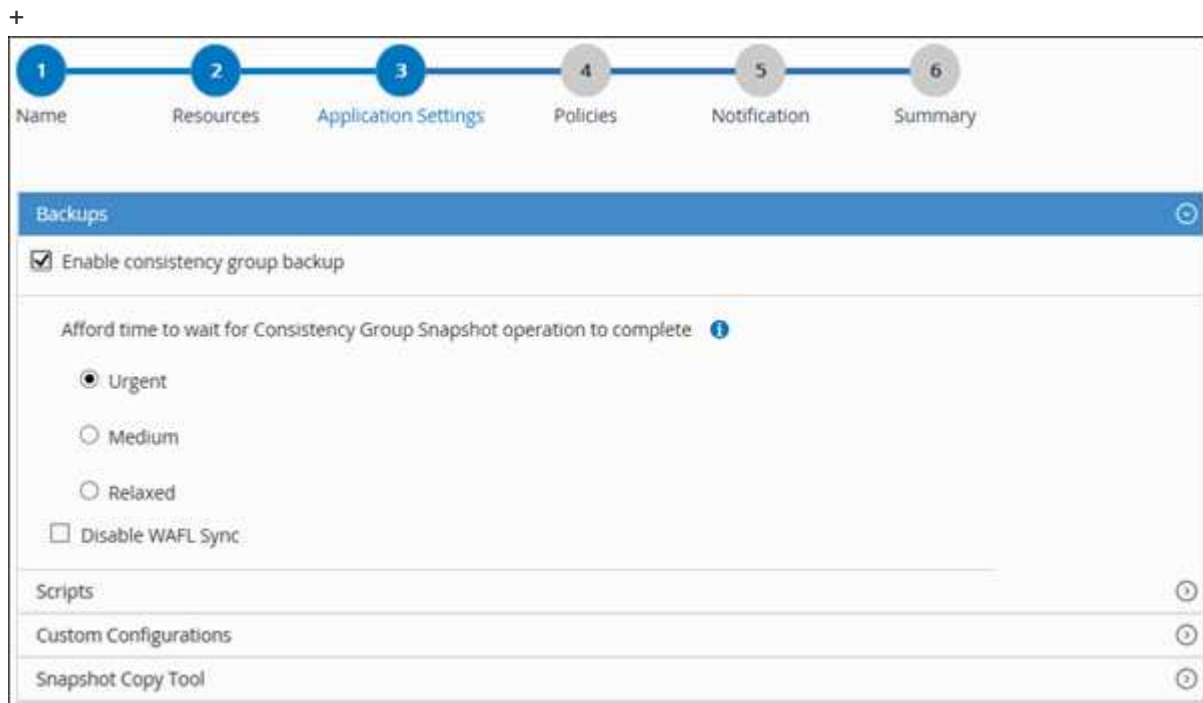 +
1 2 3 4 5 6
Name Resources Application Settings Policies Notification Summary
Backups
Enable consistency group backup
Afford time to wait for Consistency Group Snapshot operation to complete
Urgent
Medium
Relaxed
Disable WAFL Sync
Scripts
Custom Configurations
Snapshot Copy Tool